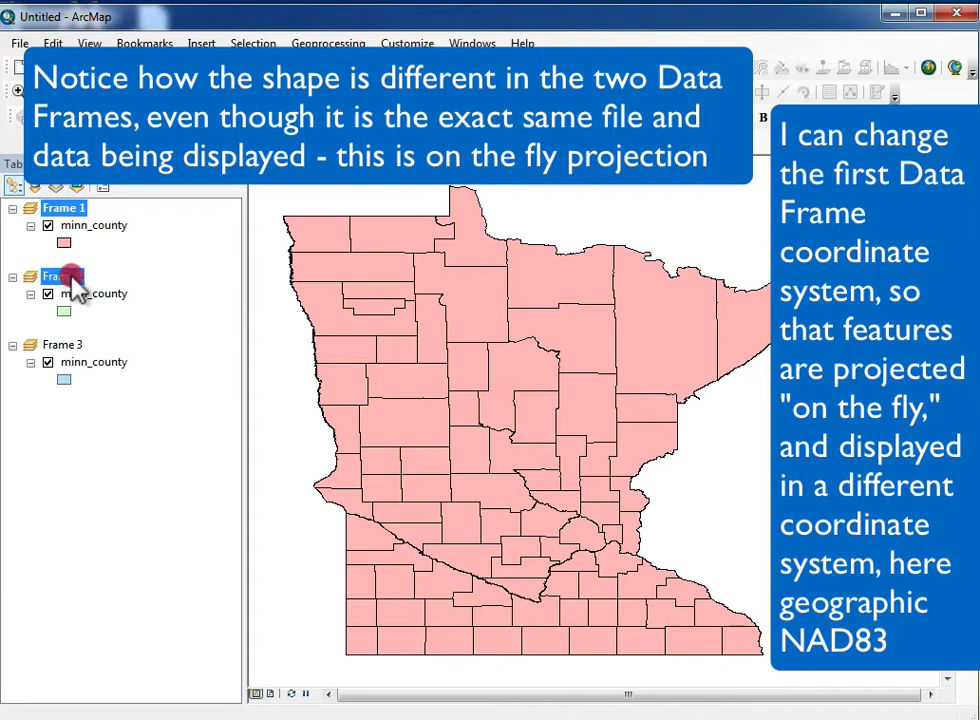 Untitled - ArcMap
File Edit View Bookmarks Insert Selection Geoprocessing Customize Windows Help
Notice how the shape is different in the two Data
Frames, even though it is the exact same file and
data being displayed - this is on the fly projection
I can change
the first Data
Frame
coordinate
system, so
that features
are projected
"on the fly,"
and displayed
in a different
coordinate
system, here
geographic
NAD83
B
Frame 1
minn_county
Frame 3
minn_county